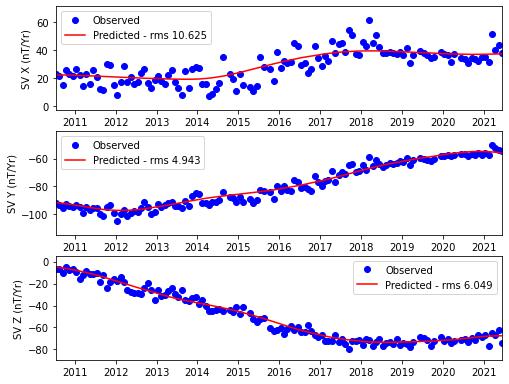 SV X (nT/Yr)
60
40
20
0
Observed
Predicted - rms 10.625
2011 2012 2013 2014 2015 2016 2017 2018 2019 2020 2021
SV Y (nT/Yr)
−60
−80
−100
Observed
Predicted - rms 4.943
2011 2012 2013 2014 2015 2016 2017 2018 2019 2020 2021
SV Z (nT/Yr)
0
−20
−40
−60
−80
Observed
Predicted - rms 6.049
2011 2012 2013 2014 2015 2016 2017 2018 2019 2020 2021